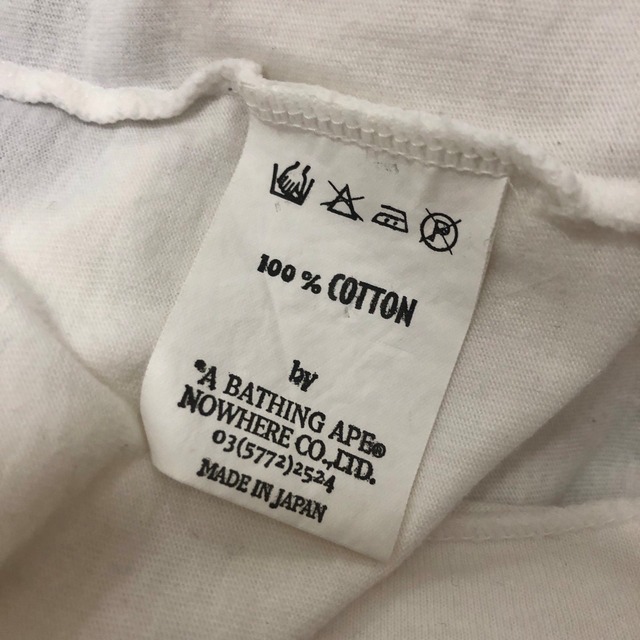 P
100 % COTTON
by
"A BATHING APE®
NOWHERE CO.,LTD.
03(5772)2524
MADE IN JAPAN